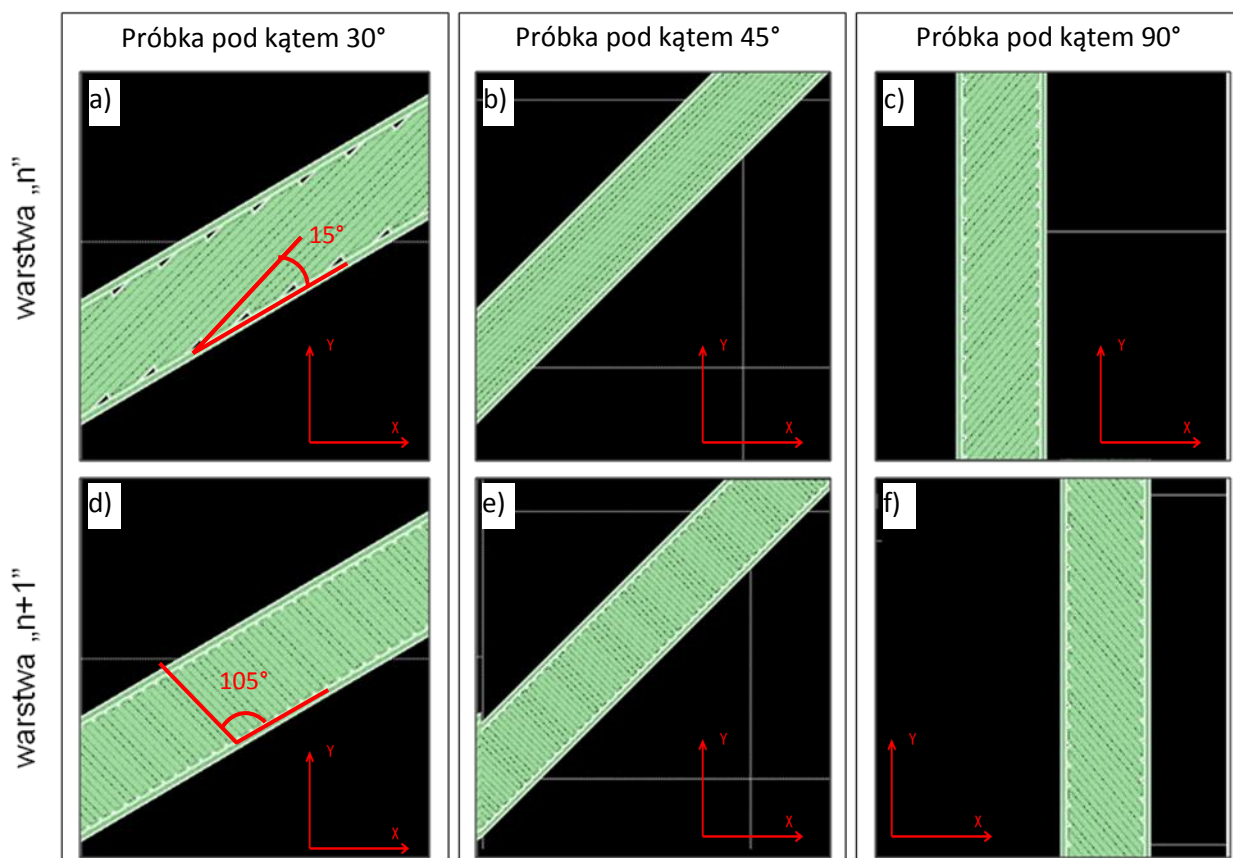 Próbka pod kątem 30°
Próbka pod kątem 45°
Próbka pod kątem 90°
warstwa „n”
a)
15°
Y
X
b)
Y
X
c)
Y
X
warstwa „n+1”
d)
105°
Y
X
e)
Y
X
f)
Y
X